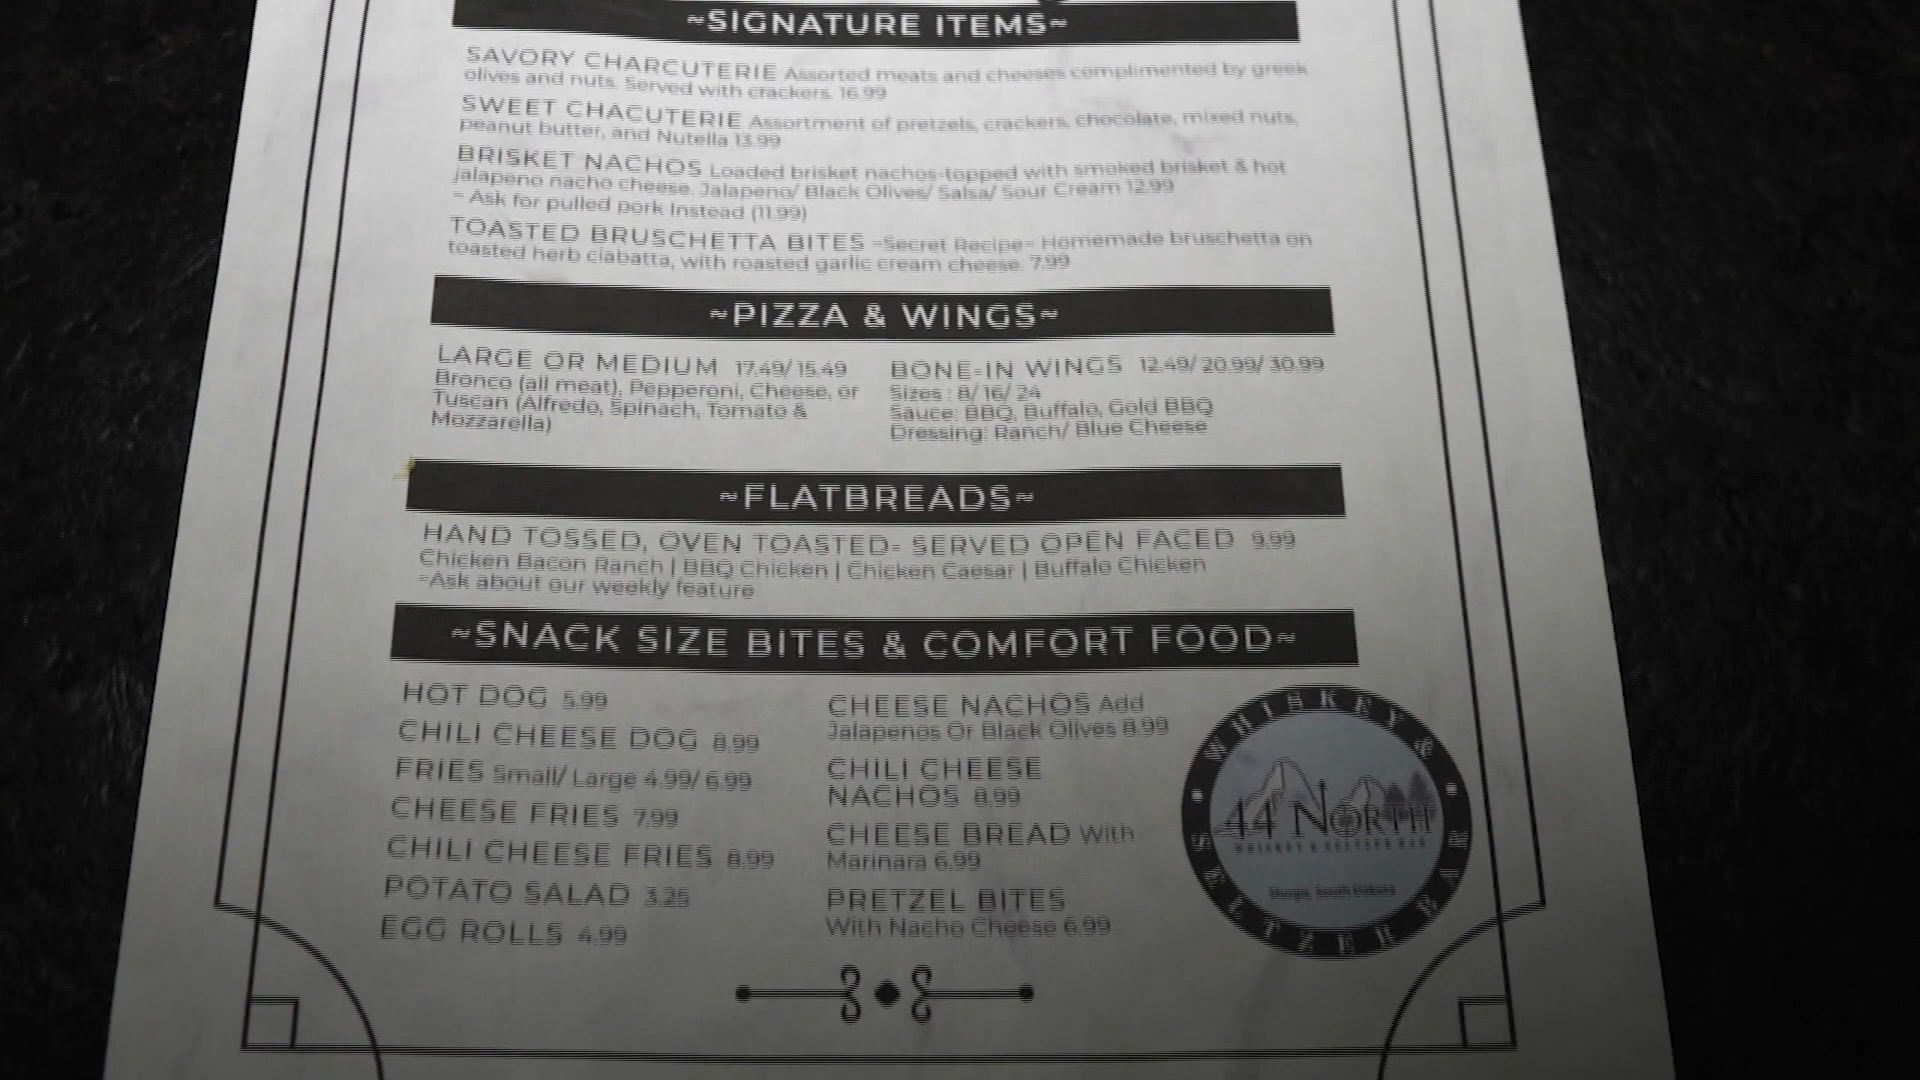 ~SIGNATURE ITEMS~
SAVORY CHARCUTERIE Assorted meats and cheeses complimented by greek
olives and nuts. Served with crackers. 16.99
SWEET CHACUTERIE Assortment of pretzels, crackers, chocolate, mixed nuts,
peanut butter, and Nutella 13.99
BRISKET NACHOS Loaded brisket nachos-topped with smoked brisket & hot
jalapeno nacho cheese. Jalapeno/ Black Olives/ Salsa/ Sour Cream 12.99
~ Ask for pulled pork Instead (11.99)
TOASTED BRUSCHETTA BITES ~Secret Recipe~ Homemade bruschetta on
toasted herb ciabatta, with roasted garlic cream cheese. 7.99
~PIZZA & WINGS~
LARGE OR MEDIUM 17.49/ 15.49
Bronco (all meat), Pepperoni, Cheese, or
Tuscan (Alfredo, Spinach, Tomato &
Mozzarella)
BONE-IN WINGS 12.49/ 20.99/ 30.99
Sizes : 8/ 16/ 24
Sauce: BBQ, Buffalo, Gold BBQ
Dressing: Ranch/ Blue Cheese
~FLATBREADS~
HAND TOSSED, OVEN TOASTED- SERVED OPEN FACED 9.99
Chicken Bacon Ranch | BBQ Chicken | Chicken Caesar | Buffalo Chicken
~Ask about our weekly feature
~SNACK SIZE BITES & COMFORT FOOD~
HOT DOG 5.99
CHILI CHEESE DOG 8.99
FRIES Small/ Large 4.99/ 6.99
CHEESE FRIES 7.99
CHILI CHEESE FRIES 8.99
POTATO SALAD 3.25
EGG ROLLS 4.99
CHEESE NACHOS Add
Jalapenos Or Black Olives 8.99
CHILI CHEESE
NACHOS 8.99
CHEESE BREAD With
Marinara 6.99
PRETZEL BITES
With Nacho Cheese 6.99
WHISKEY &
44 NORTH
WHISKEY & SELTZER BAR
Sturgis, South Dakota
SELTZER BAR